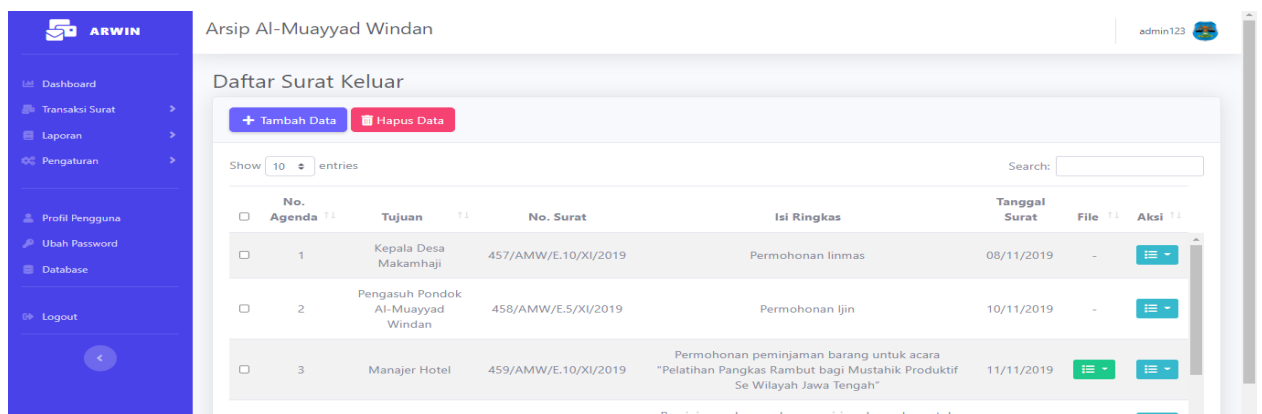 ARWIN
Arsip Al-Muayyad Windan
admin123
Dashboard
Transaksi Surat
Laporan
Pengaturan
Profil Pengguna
Ubah Password
Database
Logout
Daftar Surat Keluar
+ Tambah Data
Hapus Data
Show 10 entries
Search:
No. Agenda
Tujuan
No. Surat
Isi Ringkas
Tanggal Surat
File
Aksi
1
Kepala Desa
Makamhaji
457/AMW/E.10/XI/2019
Permohonan linmas
08/11/2019
-
2
Pengasuh Pondok
Al-Muayyad
Windan
458/AMW/E.5/XI/2019
Permohonan Ijin
10/11/2019
-
3
Manajer Hotel
459/AMW/E.10/XI/2019
Permohonan peminjaman barang untuk acara
"Pelatihan Pangkas Rambut bagi Mustahik Produktif
Se Wilayah Jawa Tengah"
11/11/2019